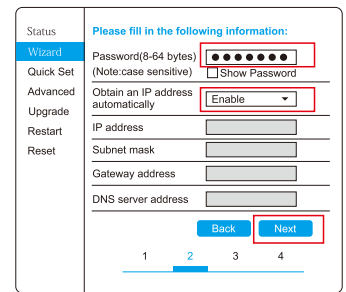 Status
Wizard
Quick Set
Advanced
Upgrade
Restart
Reset
Please fill in the following information:
Password(8-64 bytes)
(Note:case sensitive)
Show Password
Obtain an IP address
automatically
Enable
IP address
Subnet mask
Gateway address
DNS server address
Back
Next
1 2 3 4